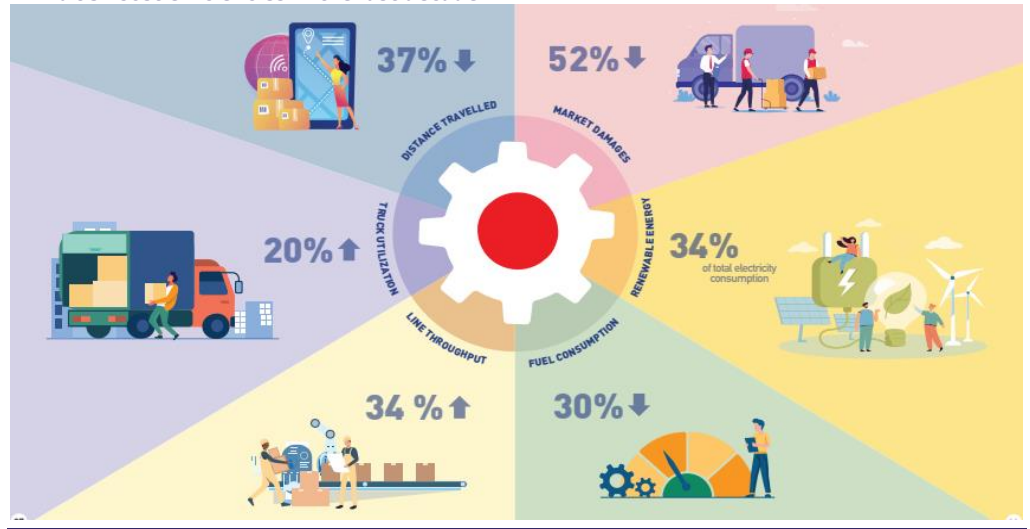 37%
52%
DISTANCE TRAVELLED
MARKET DAMAGES
20%
TRUCK UTILIZATION
RENEWABLE ENERGY
34%
of total electricity
consumption
LINE THROUGHPUT
FUEL CONSUMPTION
34 %
30%